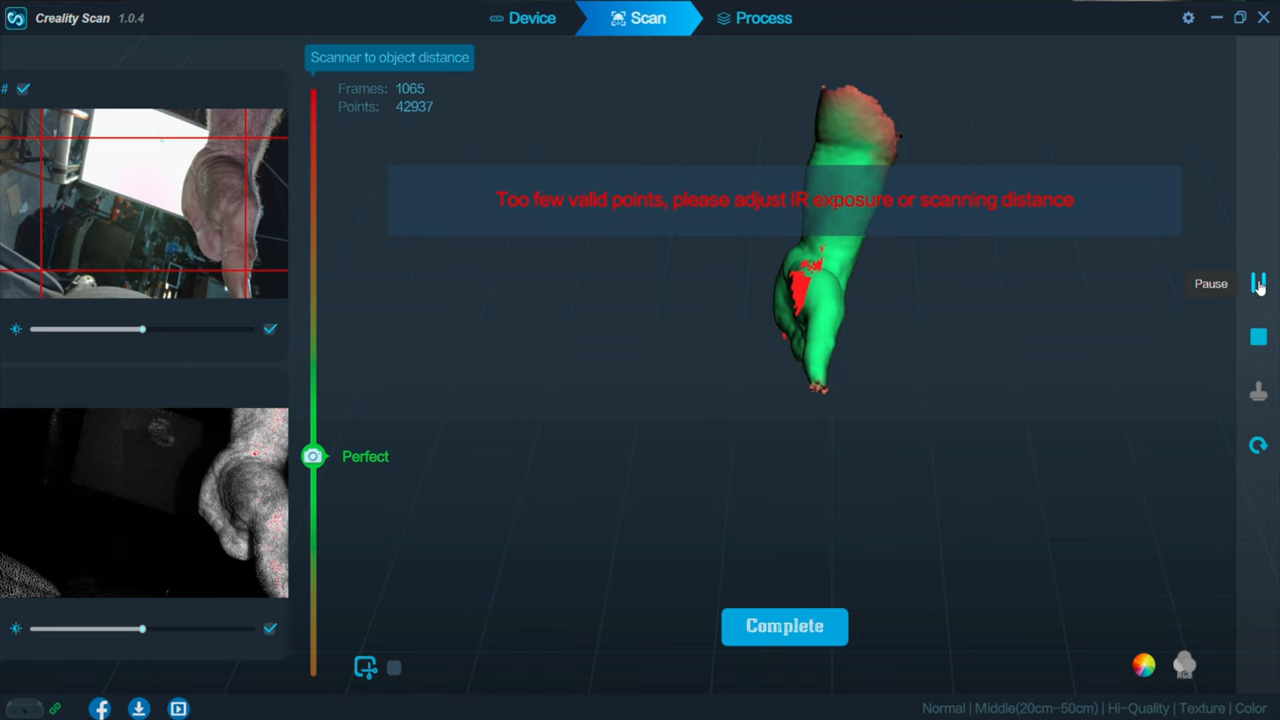 Creality Scan 1.0.4
Device
Scan
Process
Scanner to object distance
#
Frames: 1065
Points: 42937
Too few valid points, please adjust IR exposure or scanning distance
Pause
Perfect
Complete
RGB
Normal | Middle(20cm-50cm) | Hi-Quality | Texture | Color